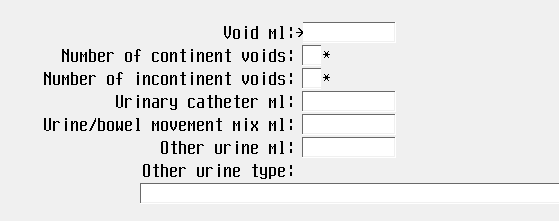 Void ml:→
Number of continent voids: *
Number of incontinent voids: *
Urinary catheter ml:
Urine/bowel movement mix ml:
Other urine ml:
Other urine type: